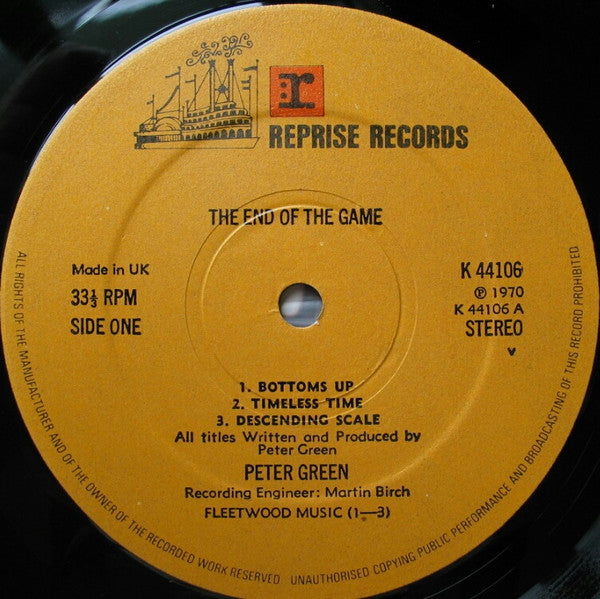 r
REPRISE RECORDS
THE END OF THE GAME
Made in UK
33⅓ RPM
SIDE ONE
K 44106
℗ 1970
K 44106 A
STEREO
v
1. BOTTOMS UP
2. TIMELESS TIME
3. DESCENDING SCALE
All titles Written and Produced by
Peter Green
PETER GREEN
Recording Engineer: Martin Birch
FLEETWOOD MUSIC (1—3)
ALL RIGHTS OF THE MANUFACTURER AND OF THE OWNER OF THE RECORDED WORK RESERVED UNAUTHORISED COPYING PUBLIC PERFORMANCE AND BROADCASTING OF THIS RECORD PROHIBITED